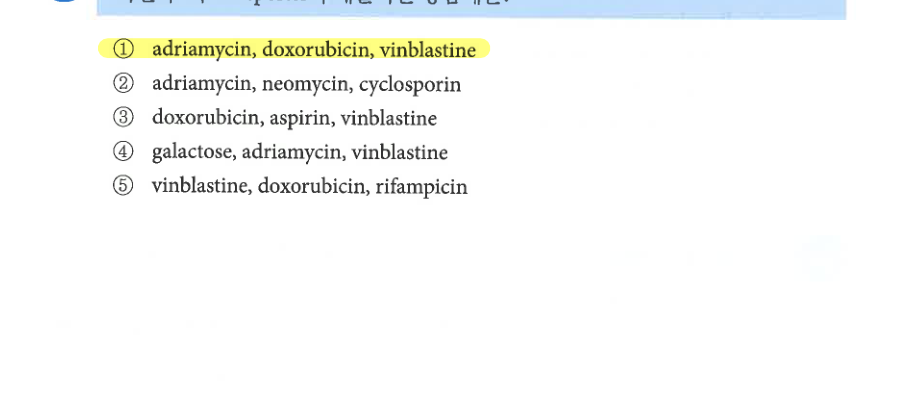 ① adriamycin, doxorubicin, vinblastine
② adriamycin, neomycin, cyclosporin
③ doxorubicin, aspirin, vinblastine
④ galactose, adriamycin, vinblastine
⑤ vinblastine, doxorubicin, rifampicin